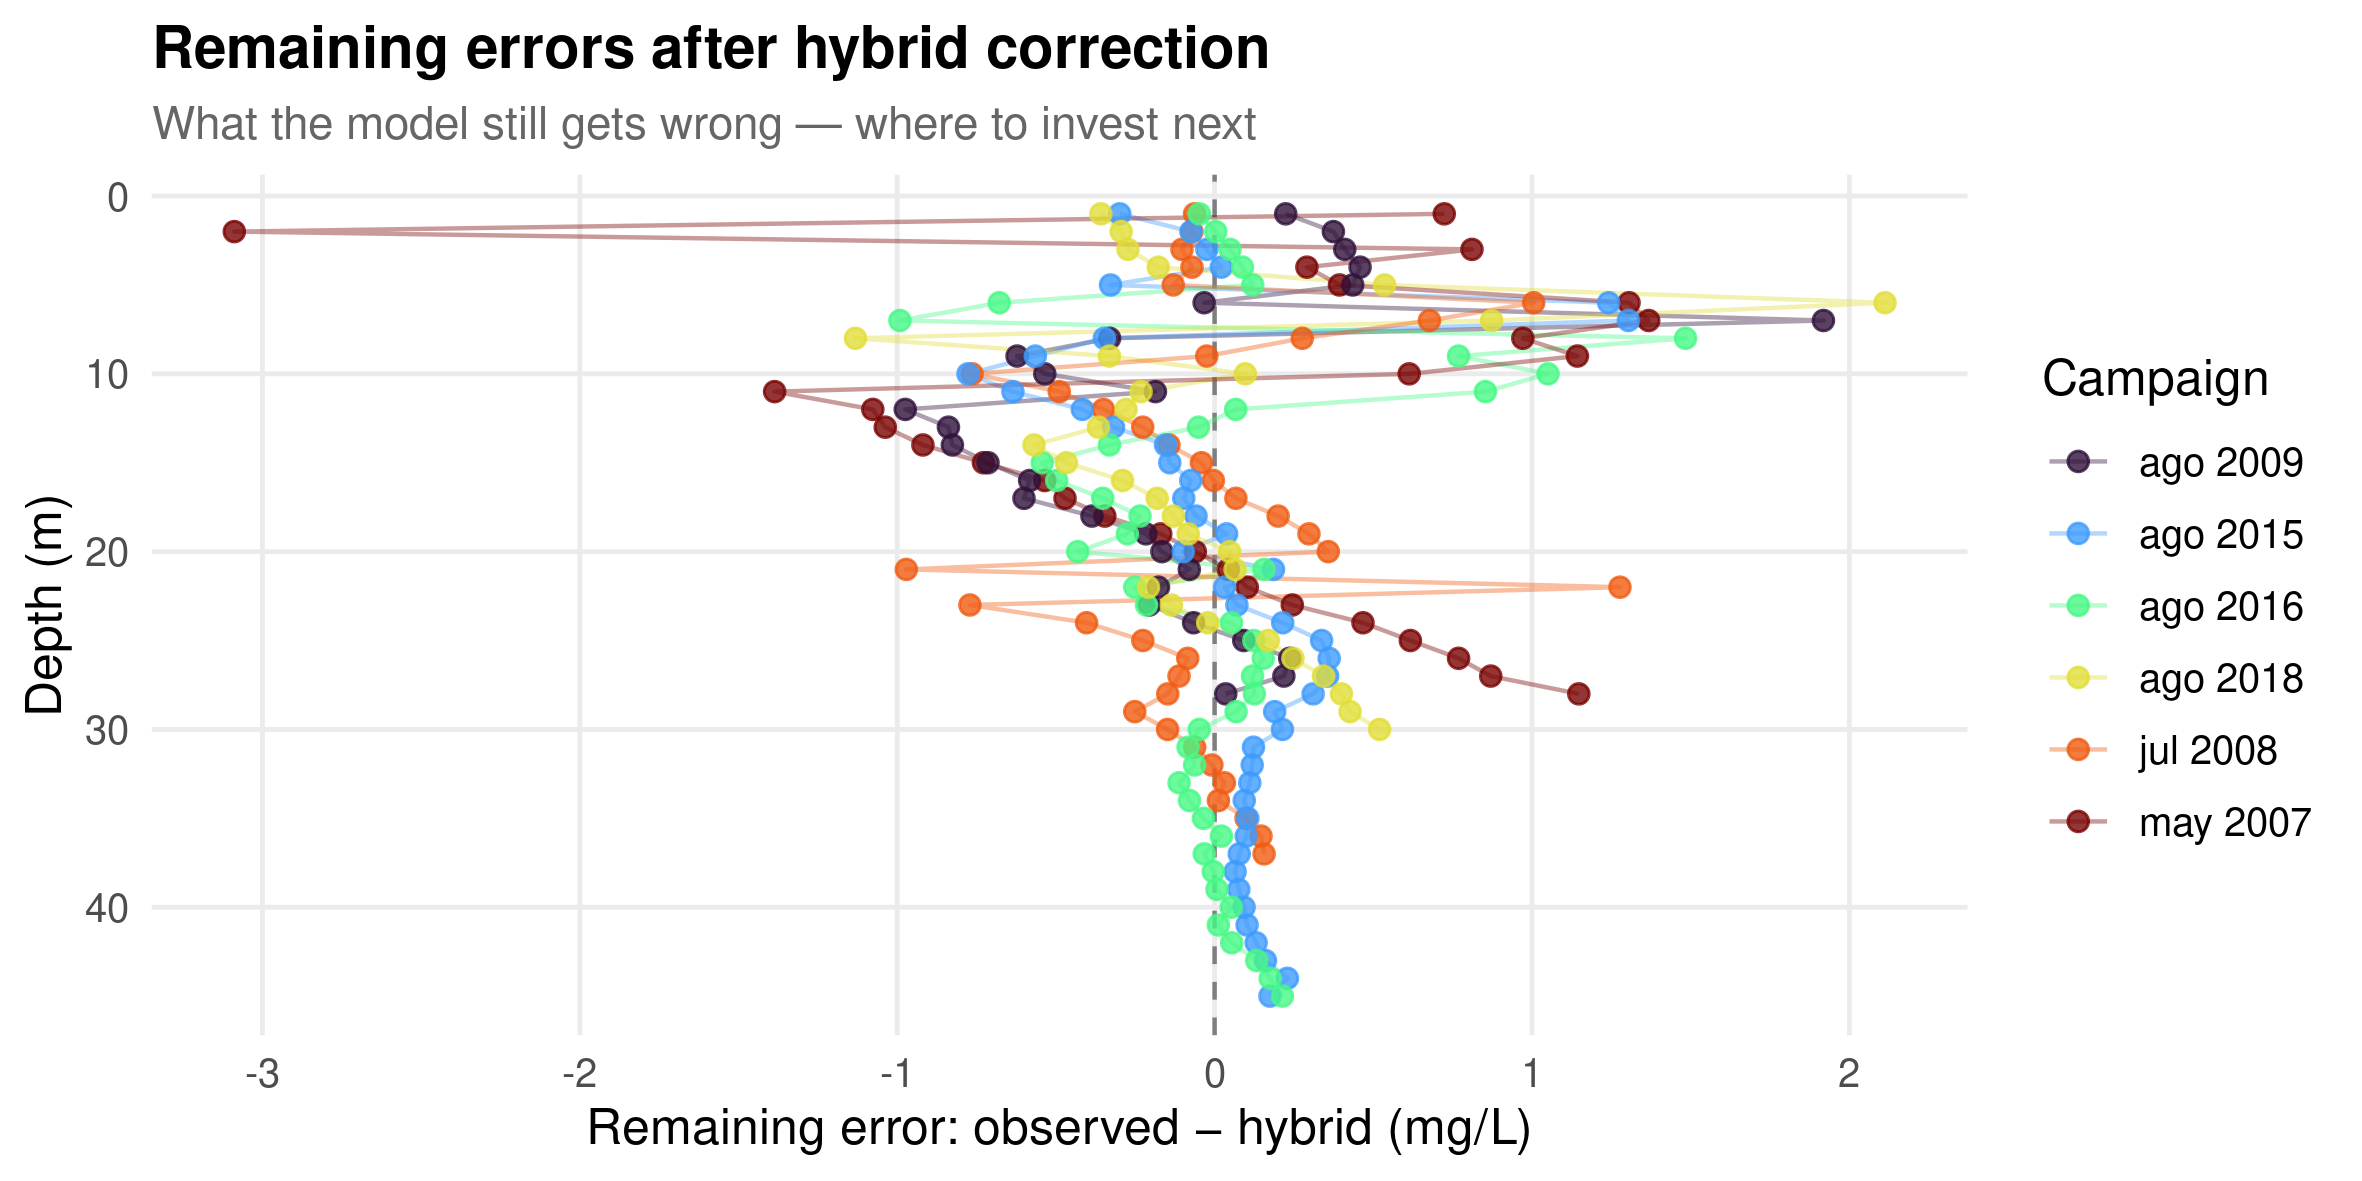 Remaining errors after hybrid correction
What the model still gets wrong — where to invest next
0
10
20
30
40
Depth (m)
-3
-2
-1
0
1
2
Remaining error: observed − hybrid (mg/L)
Campaign
ago 2009
ago 2015
ago 2016
ago 2018
jul 2008
may 2007